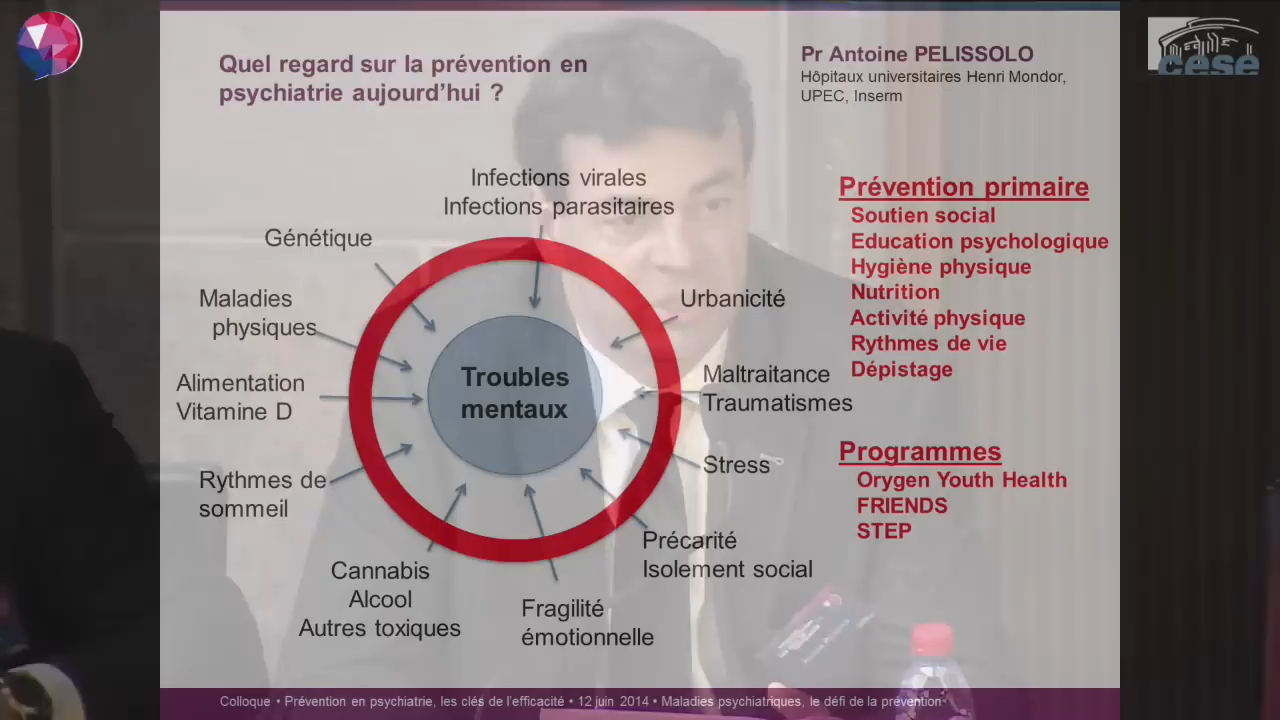 Quel regard sur la prévention en
psychiatrie aujourd'hui ?
Pr Antoine PELISSOLO
Hôpitaux universitaires Henri Mondor,
UPEC, Inserm
cese
Infections virales
Infections parasitaires
Génétique
Maladies
physiques
Alimentation
Vitamine D
Rythmes de
sommeil
Cannabis
Alcool
Autres toxiques
Fragilité
émotionnelle
Précarité
Isolement social
Stress
Maltraitance
Traumatismes
Urbanicité
Troubles
mentaux
Prévention primaire
Soutien social
Education psychologique
Hygiène physique
Nutrition
Activité physique
Rythmes de vie
Dépistage
Programmes
Orygen Youth Health
FRIENDS
STEP
Colloque • Prévention en psychiatrie, les clés de l'efficacité • 12 juin 2014 • Maladies psychiatriques, le défi de la prévention